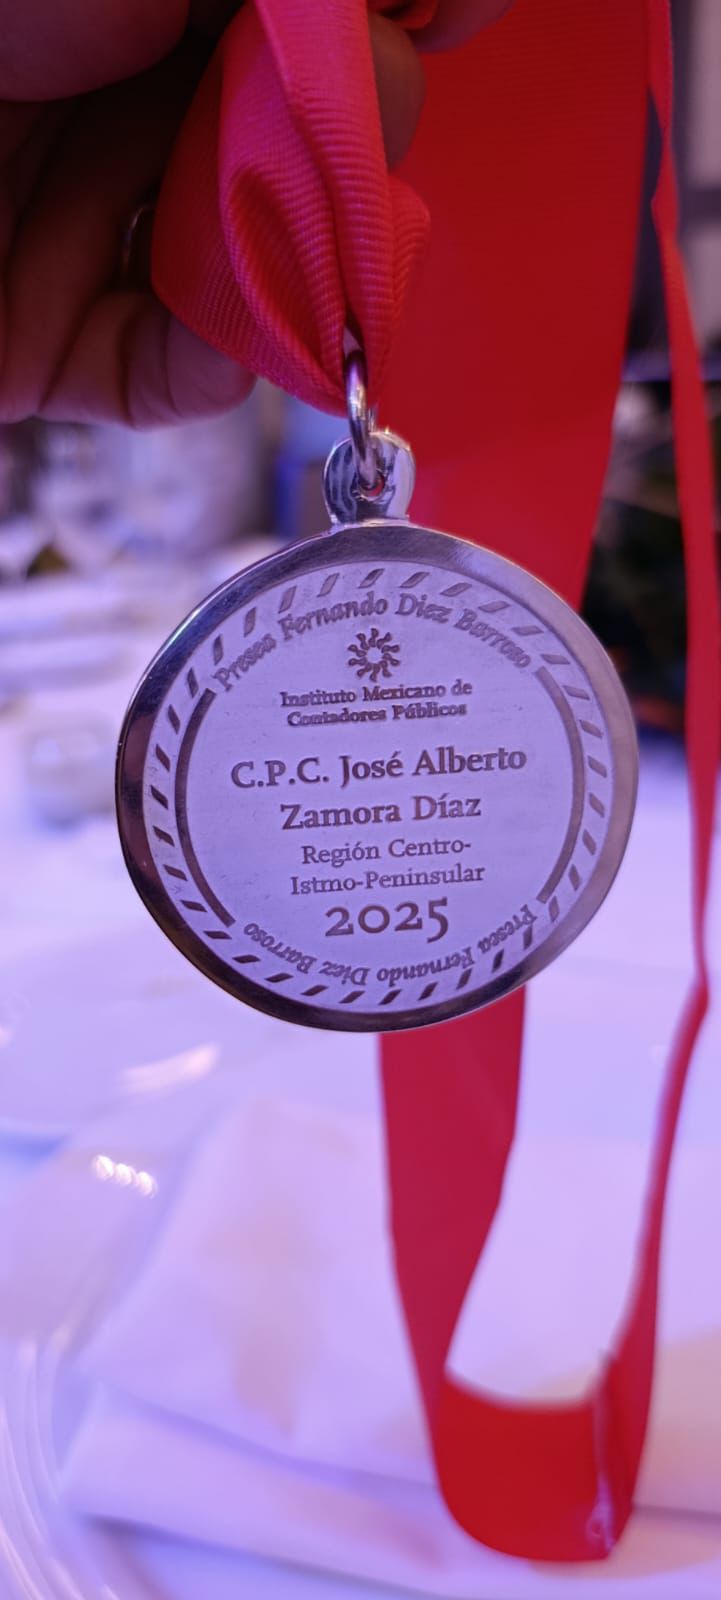 Presea Fernando Diez Barroso
Instituto Mexicano de
Contadores Públicos
C.P.C. José Alberto
Zamora Díaz
Región Centro-
Istmo-Peninsular
2025
Presea Fernando Diez Barroso